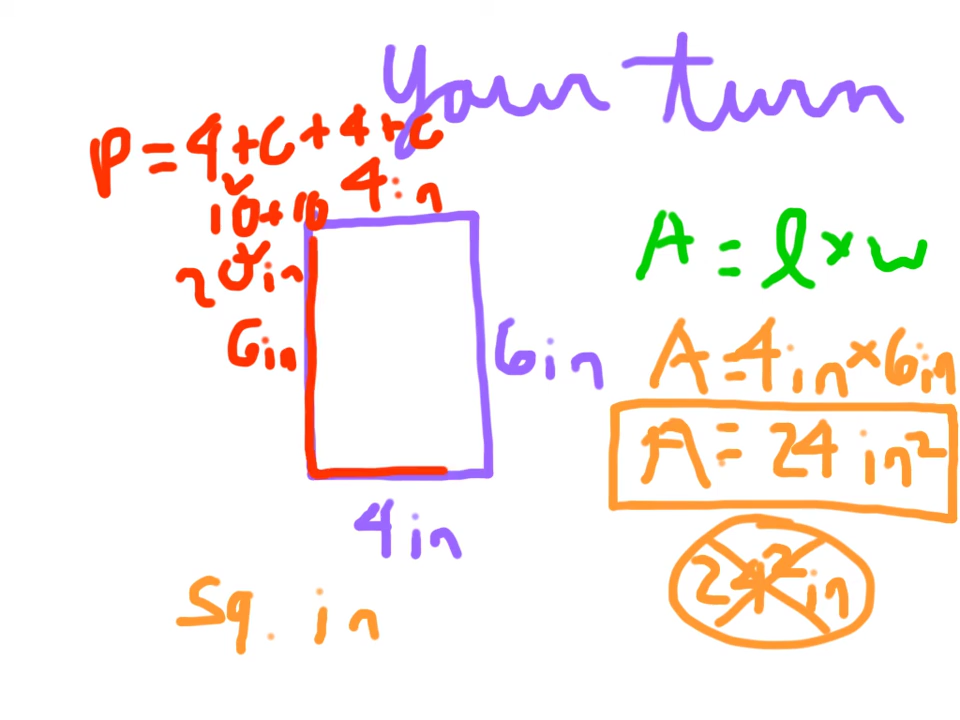 Your turn
P = 4 + 6 + 4 + 6
10 + 10
20 in
4 in
6 in
6 in
4 in
sq. in
A = l × w
A = 4 in × 6 in
A = 24 in²
24² in